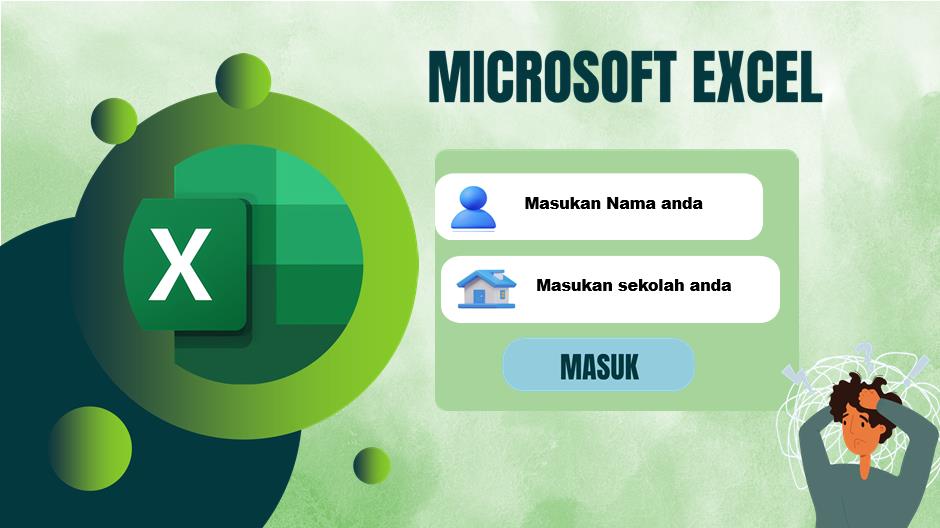 MICROSOFT EXCEL
Masukan Nama anda
X
Masukan sekolah anda
MASUK